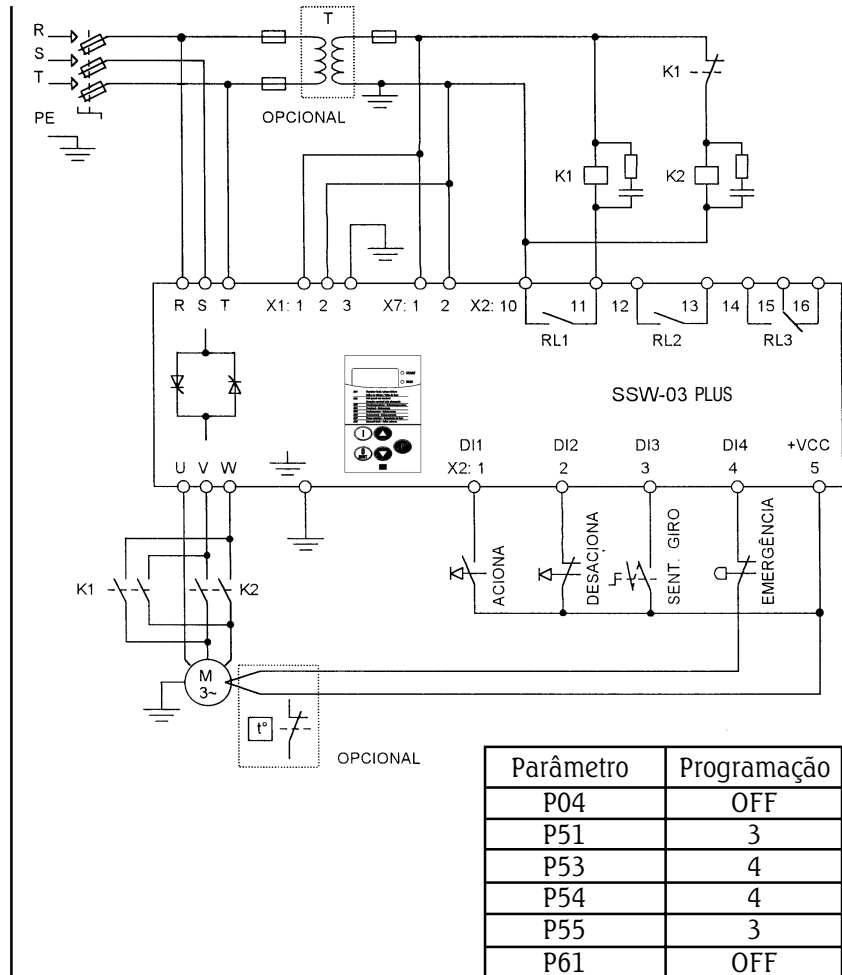 R
S
T
PE
T
OPCIONAL
K1
K1
K2
R S T X1: 1 2 3 X7: 1 2 X2: 10 11 12 13 14 15 16
RL1 RL2 RL3
START
RUN
SSW-03 PLUS
I
P
U V W
DI1 DI2 DI3 DI4 +VCC
X2: 1 2 3 4 5
ACIONA
DESACIONA
SENT. GIRO
EMERGÊNCIA
K1
K2
M
3~
t°
OPCIONAL
Parâmetro Programação
P04 OFF
P51 3
P53 4
P54 4
P55 3
P61 OFF